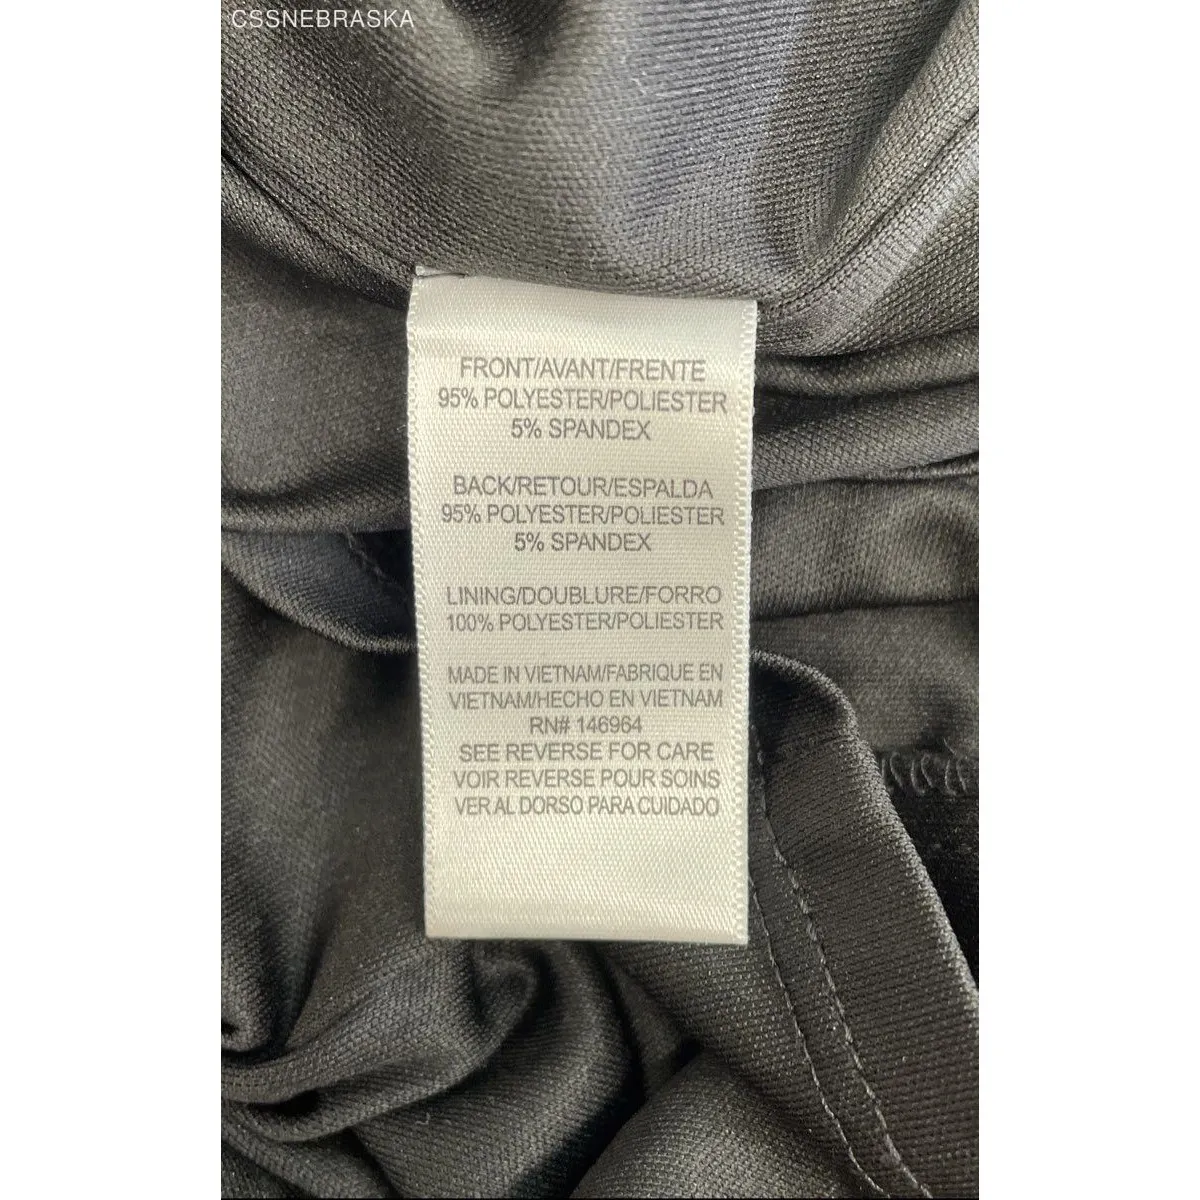 CSSNEBRASKA
FRONT/AVANT/FRENTE
95% POLYESTER/POLIESTER
5% SPANDEX
BACK/RETOUR/ESPALDA
95% POLYESTER/POLIESTER
5% SPANDEX
LINING/DOUBLURE/FORRO
100% POLYESTER/POLIESTER
MADE IN VIETNAM/FABRIQUE EN
VIETNAM/HECHO EN VIETNAM
RN# 146964
SEE REVERSE FOR CARE
VOIR REVERSE POUR SOINS
VER AL DORSO PARA CUIDADO